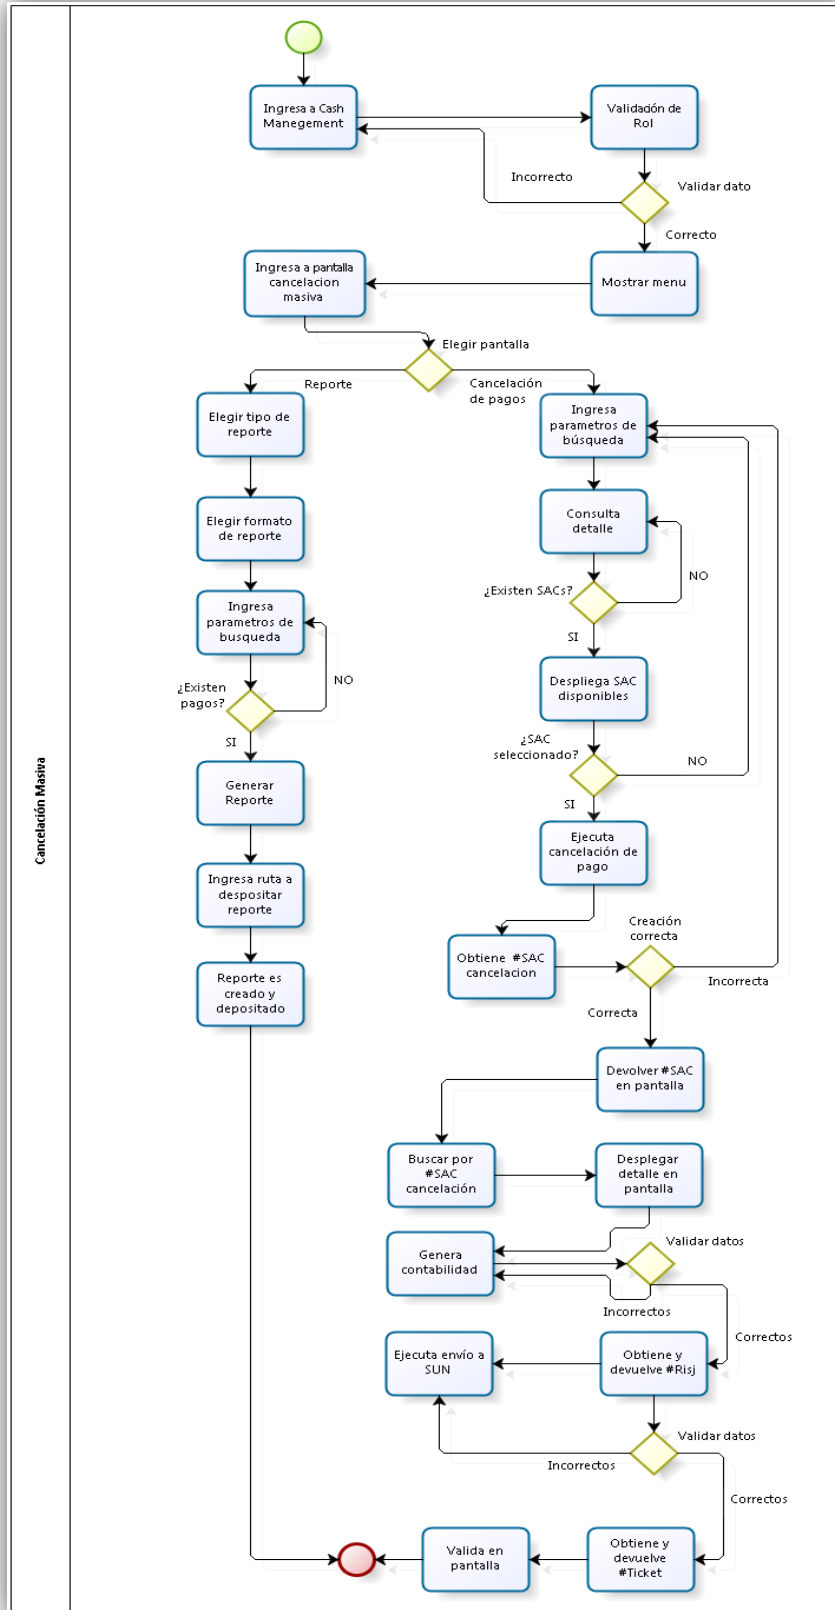 Cancelación Masiva
Ingresa a Cash
Manegement
Validación de
Rol
Incorrecto
Validar dato
Correcto
Ingresa a pantalla
cancelacion
masiva
Mostrar menu
Elegir pantalla
Reporte
Cancelación
de pagos
Elegir tipo de
reporte
Ingresa
parametros de
búsqueda
Elegir formato
de reporte
Consulta
detalle
NO
¿Existen SACs?
Ingresa
parametros de
busqueda
SI
NO
¿Existen
pagos?
Despliega SAC
disponibles
SI
¿SAC
seleccionado?
NO
Generar
Reporte
SI
Ejecuta
cancelación de
pago
Ingresa ruta a
despositar
reporte
Creación
correcta
Obtiene #SAC
cancelacion
Incorrecta
Reporte es
creado y
depositado
Correcta
Devolver #SAC
en pantalla
Buscar por
#SAC
cancelación
Desplegar
detalle en
pantalla
Validar datos
Genera
contabilidad
Incorrectos
Correctos
Ejecuta envío a
SUN
Obtiene y
devuelve #Risj
Validar datos
Incorrectos
Correctos
Valida en
pantalla
Obtiene y
devuelve
#Ticket